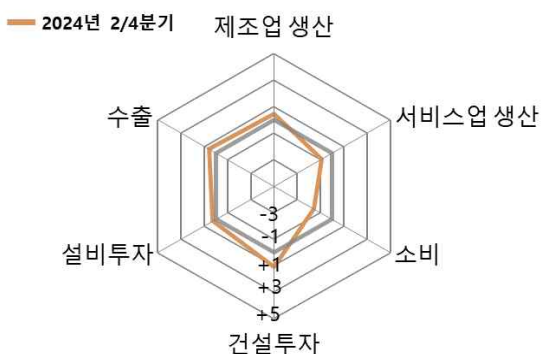 2024년 2/4분기
제조업 생산
수출
서비스업 생산
-3
-1
+1
+3
+5
설비투자
소비
건설투자